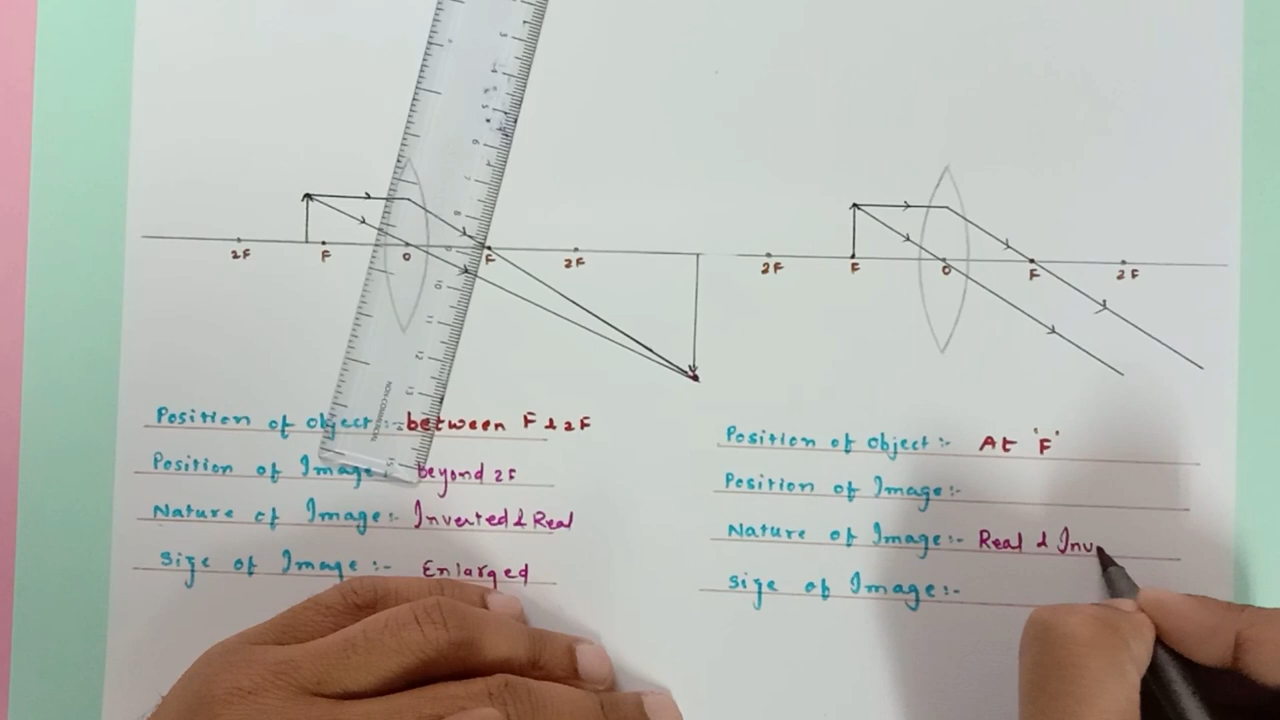 2F F O F 2F
2F F O F 2F
Position of object:- between F & 2F
Position of Image:- beyond 2F
Nature of Image:- Inverted & Real
Size of Image:- Enlarged
Position of object:- At 'F'
Position of Image:-
Nature of Image:- Real & Inv
Size of Image:-